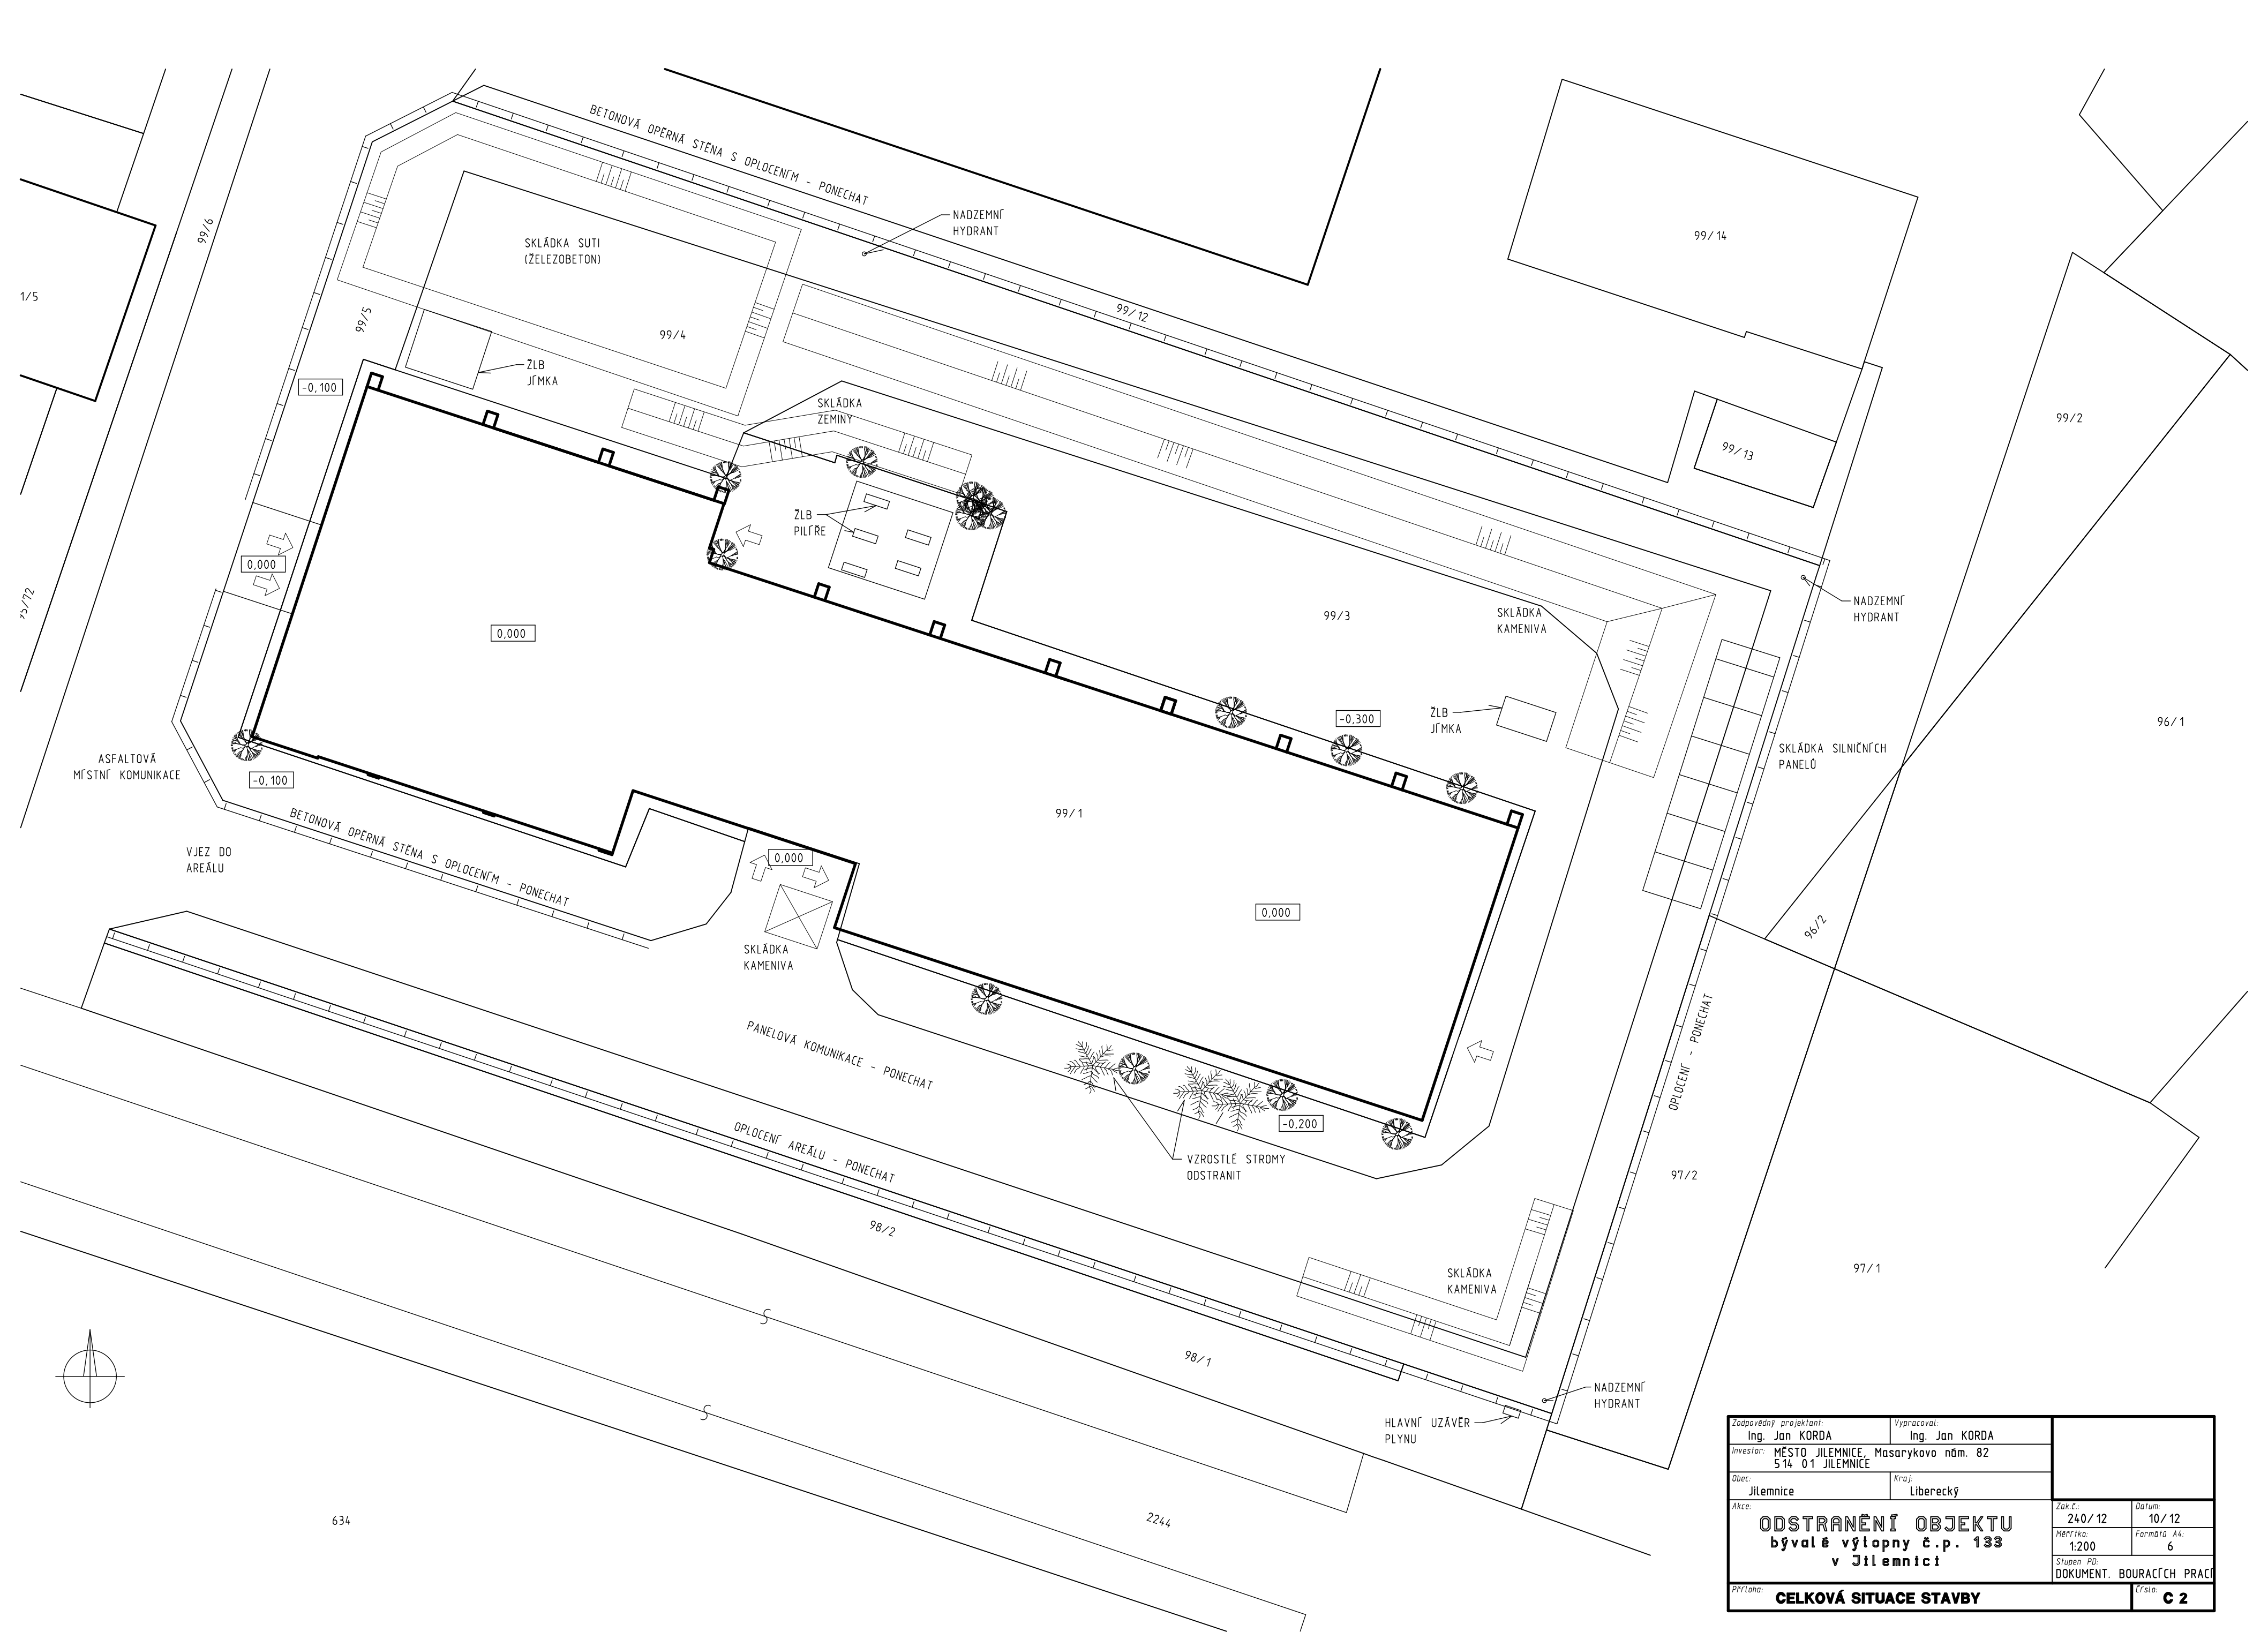 BETONOVÁ OPĚRNÁ STĚNA S OPLOCENÍM - PONECHAT
NADZEMNÍ
HYDRANT
99/6
99/14
SKLÁDKA SUTI
(ŽELEZOBETON)
1/5
99/5
99/4
99/12
ŽLB
JÍMKA
-0,100
SKLÁDKA
ZEMINY
99/2
99/13
ŽLB
PILÍŘE
0,000
0,000
99/3
SKLÁDKA
KAMENIVA
NADZEMNÍ
HYDRANT
ŽLB
JÍMKA
-0,300
96/1
SKLÁDKA SILNIČNÍCH
PANELŮ
ASFALTOVÁ
MÍSTNÍ KOMUNIKACE
-0,100
BETONOVÁ OPĚRNÁ STĚNA S OPLOCENÍM - PONECHAT
99/1
VJEZ DO
AREÁLU
0,000
0,000
96/2
SKLÁDKA
KAMENIVA
PANELOVÁ KOMUNIKACE - PONECHAT
OPLOCENÍ - PONECHAT
-0,200
OPLOCENÍ AREÁLU - PONECHAT
VZROSTLÉ STROMY
ODSTRANIT
97/2
98/2
SKLÁDKA
KAMENIVA
97/1
98/1
NADZEMNÍ
HYDRANT
HLAVNÍ UZÁVĚR
PLYNU
634
2244
Zodpovědný projektant:
Ing. Jan KORDA
Vypracoval:
Ing. Jan KORDA
Investor: MĚSTO JILEMNICE, Masarykovo nám. 82
514 01 JILEMNICE
Obec:
Jilemnice
Kraj:
Liberecký
Akce:
ODSTRANĚNÍ OBJEKTU
bývalé výtopny č.p. 133
v Jilemnici
Zak.č.:
240/12
Datum:
10/12
Měřítko:
1:200
Formátů A4:
6
Stupen PD:
DOKUMENT. BOURACÍCH PRACÍ
Příloha: CELKOVÁ SITUACE STAVBY
Číslo: C 2